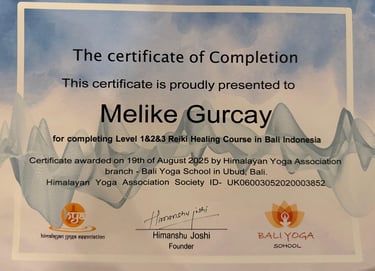 The certificate of Completion
This certificate is proudly presented to
Melike Gurcay
for completing Level 1&2&3 Reiki Healing Course in Bali Indonesia
Certificate awarded on 19th of August 2025 by Himalayan Yoga Association
branch - Bali Yoga School in Ubud, Bali.
Himalayan Yoga Association Society ID- UK06003052020003852
Himanshu Joshi
hya
himalayan yoga association
Himanshu Joshi
Founder
BALI YOGA
SCHOOL